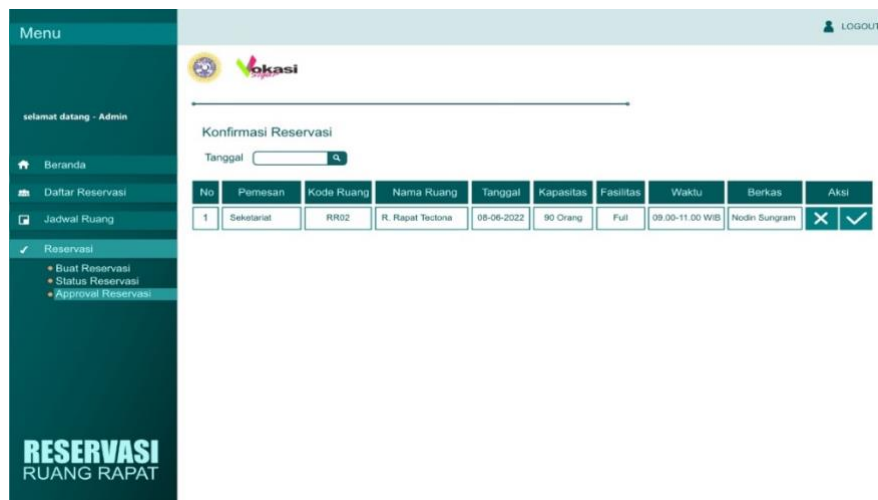 Menu
LOGOUT
Vokasi
selamat datang - Admin
Konfirmasi Reservasi
Tanggal
Beranda
Daftar Reservasi
Jadwal Ruang
Reservasi
Buat Reservasi
Status Reservasi
Approval Reservasi
No Pemesan Kode Ruang Nama Ruang Tanggal Kapasitas Fasilitas Waktu Berkas Aksi
1 Seketariat RR02 R. Rapat Tectona 08-06-2022 90 Orang Full 09.00-11.00 WIB Nodin Sungram
RESERVASI
RUANG RAPAT